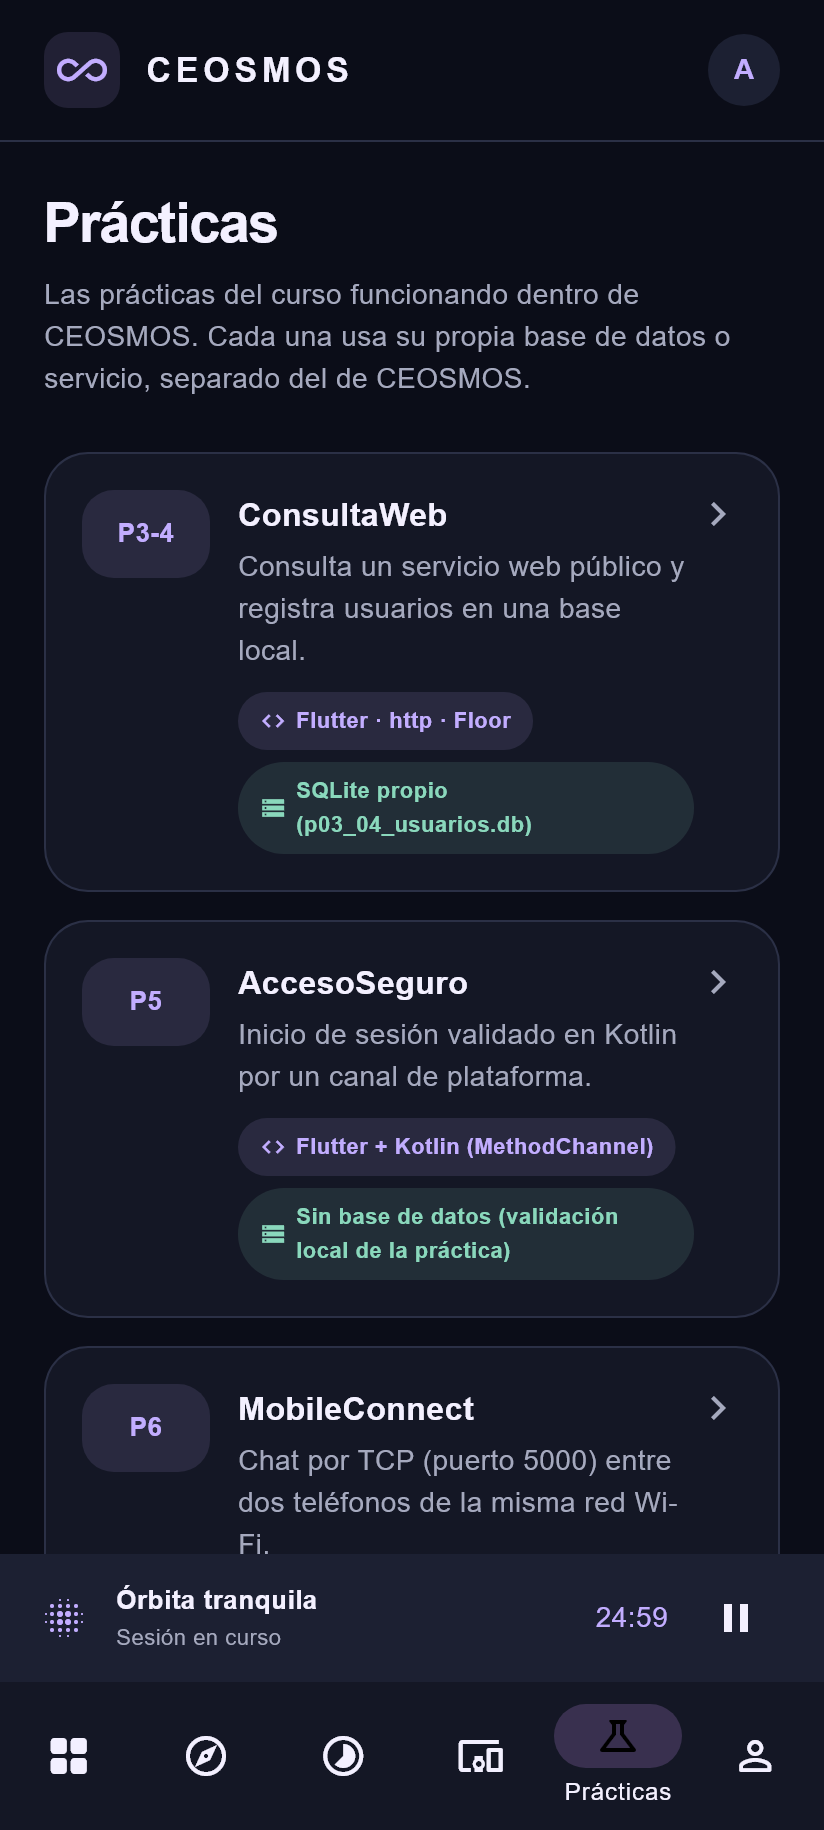 CEOSMOS
A
Prácticas
Las prácticas del curso funcionando dentro de
CEOSMOS. Cada una usa su propia base de datos o
servicio, separado del de CEOSMOS.
P3-4
ConsultaWeb
Consulta un servicio web público y
registra usuarios en una base
local.
Flutter · http · Floor
SQLite propio
(p03_04_usuarios.db)
P5
AccesoSeguro
Inicio de sesión validado en Kotlin
por un canal de plataforma.
Flutter + Kotlin (MethodChannel)
Sin base de datos (validación
local de la práctica)
P6
MobileConnect
Chat por TCP (puerto 5000) entre
dos teléfonos de la misma red Wi-
Fi.
Órbita tranquila
Sesión en curso
24:59
Prácticas